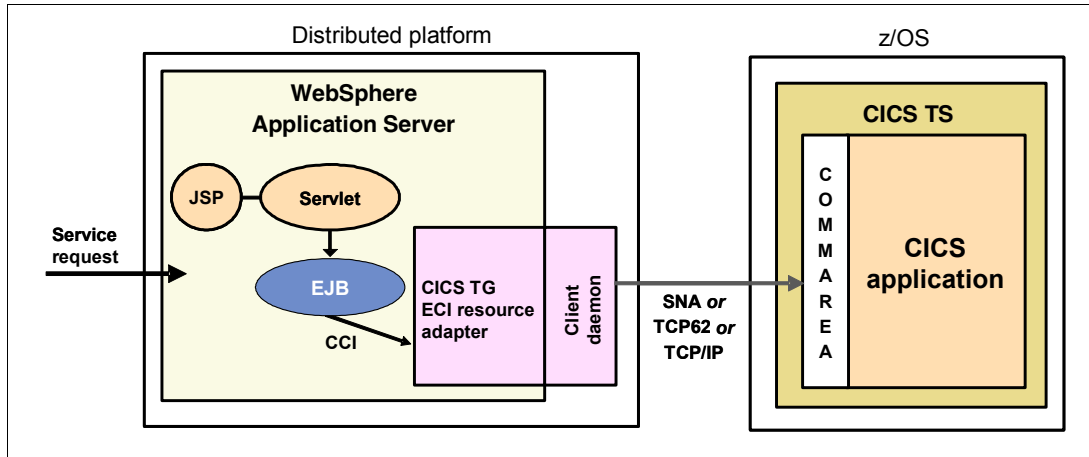 Distributed platform
z/OS
WebSphere
Application Server
CICS TS
JSP
Servlet
Service
request
EJB
CICS TG
ECI resource
adapter
CCI
Client
daemon
SNA or
TCP62 or
TCP/IP
COMMAREA
CICS
application